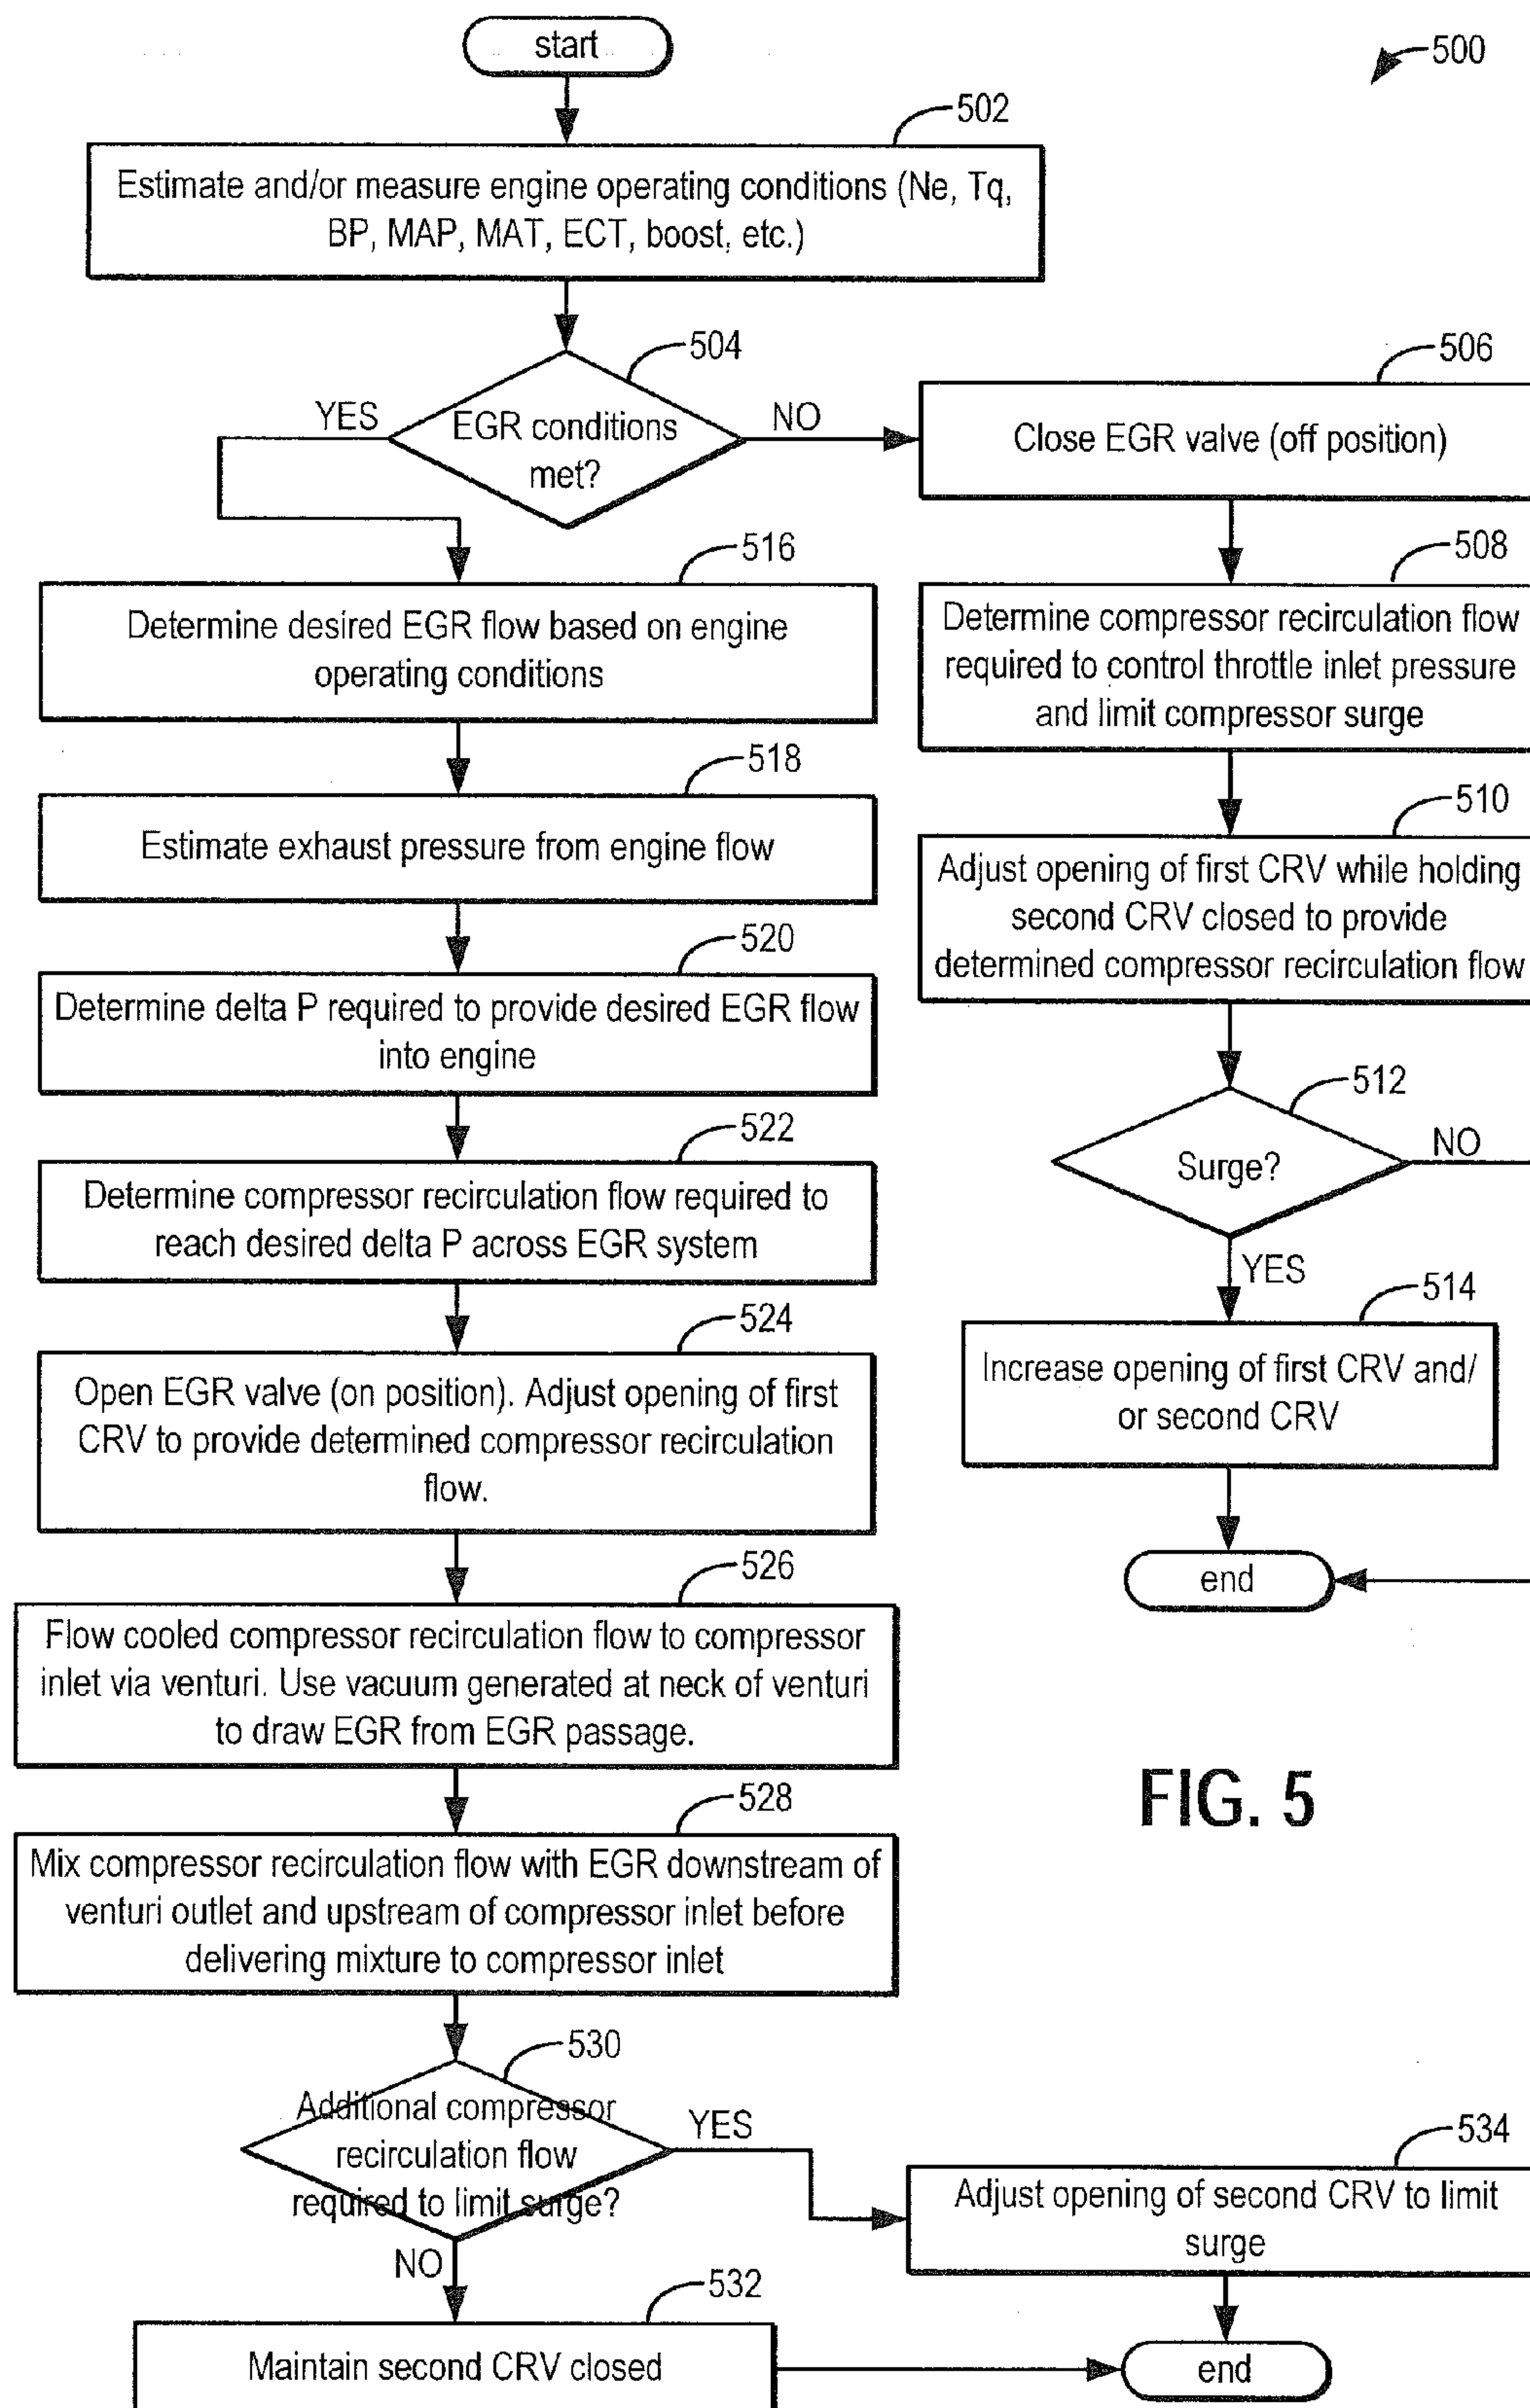 start
500
502
Estimate and/or measure engine operating conditions (Ne, Tq,
BP, MAP, MAT, ECT, boost, etc.)
504
EGR conditions
met?
YES
NO
506
Close EGR valve (off position)
508
Determine compressor recirculation flow
required to control throttle inlet pressure
and limit compressor surge
510
Adjust opening of first CRV while holding
second CRV closed to provide
determined compressor recirculation flow
512
Surge?
NO
YES
514
Increase opening of first CRV and/
or second CRV
end
516
Determine desired EGR flow based on engine
operating conditions
518
Estimate exhaust pressure from engine flow
520
Determine delta P required to provide desired EGR flow
into engine
522
Determine compressor recirculation flow required to
reach desired delta P across EGR system
524
Open EGR valve (on position). Adjust opening of first
CRV to provide determined compressor recirculation
flow.
526
Flow cooled compressor recirculation flow to compressor
inlet via venturi. Use vacuum generated at neck of venturi
to draw EGR from EGR passage.
528
Mix compressor recirculation flow with EGR downstream of
venturi outlet and upstream of compressor inlet before
delivering mixture to compressor inlet
530
Additional compressor
recirculation flow
required to limit surge?
YES
NO
532
Maintain second CRV closed
534
Adjust opening of second CRV to limit
surge
end
FIG. 5